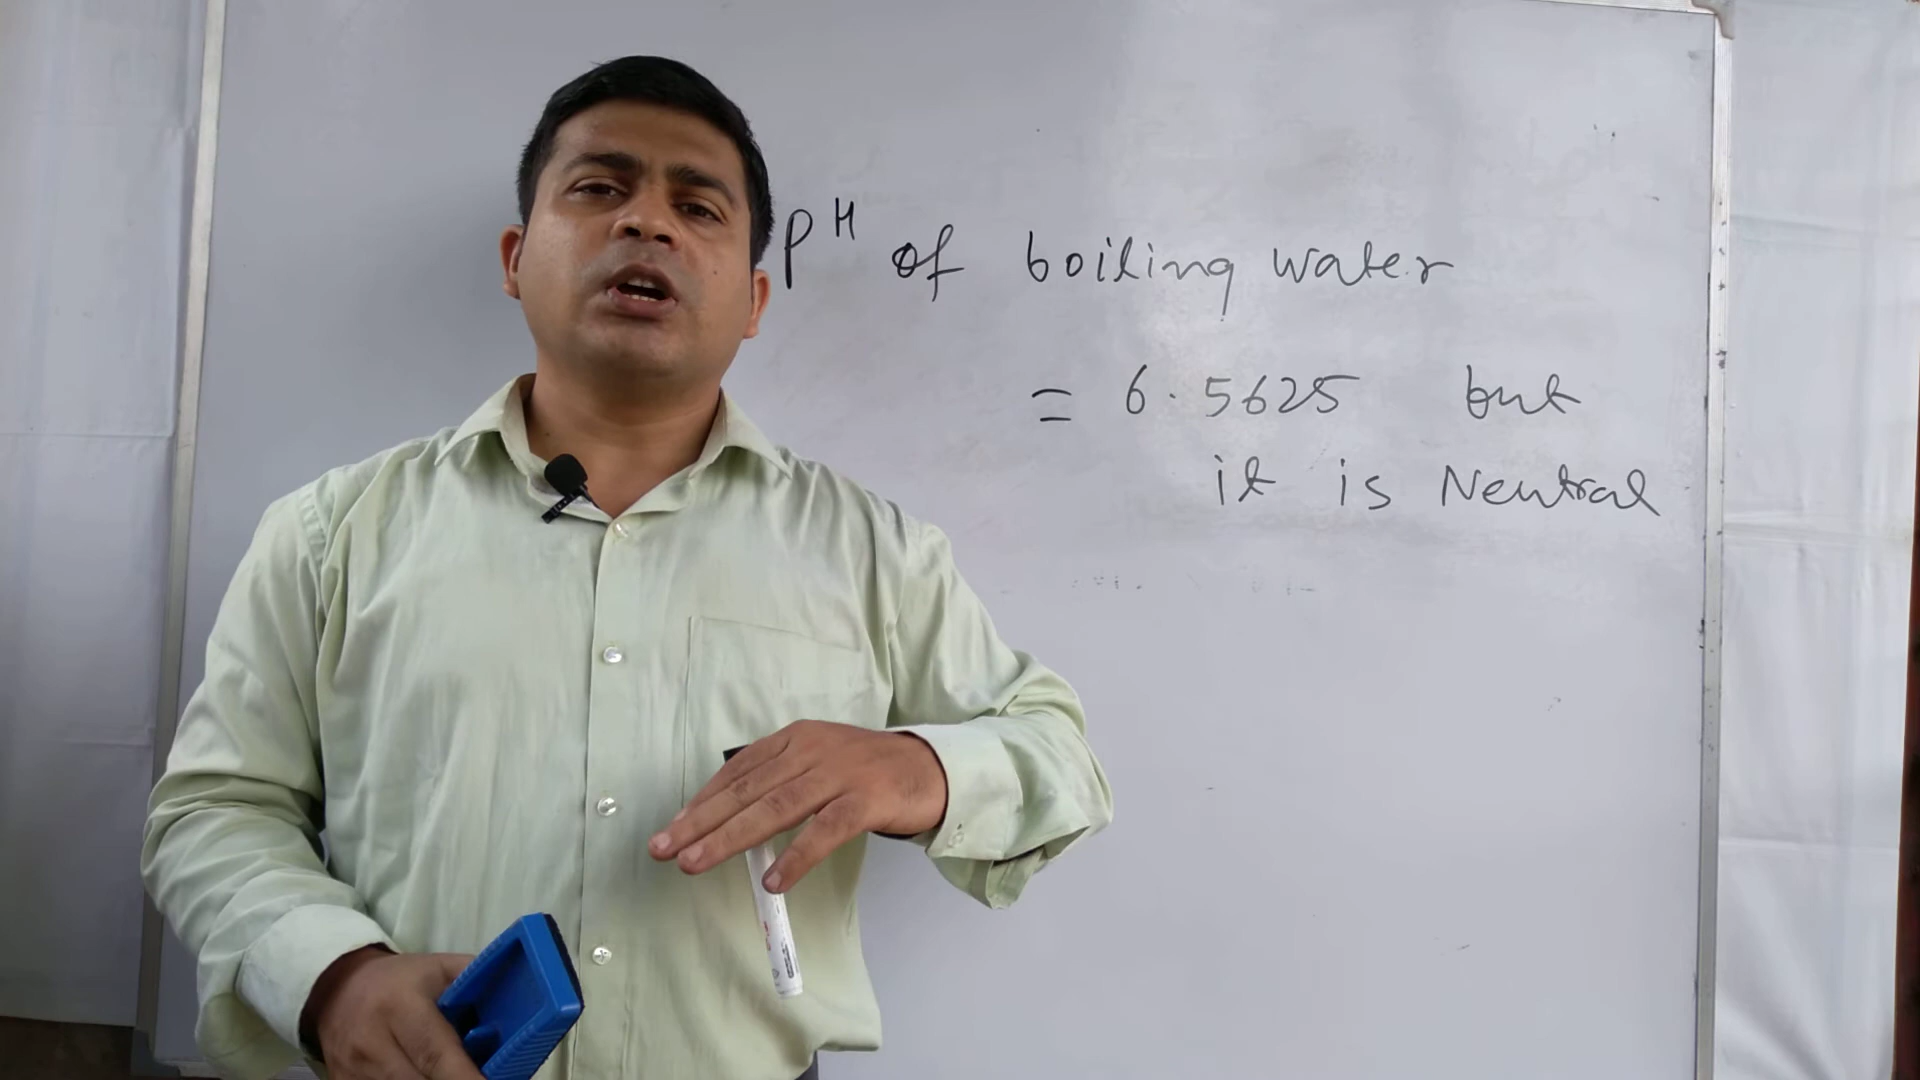 pH of boiling water
= 6.5625 but
it is Neutral